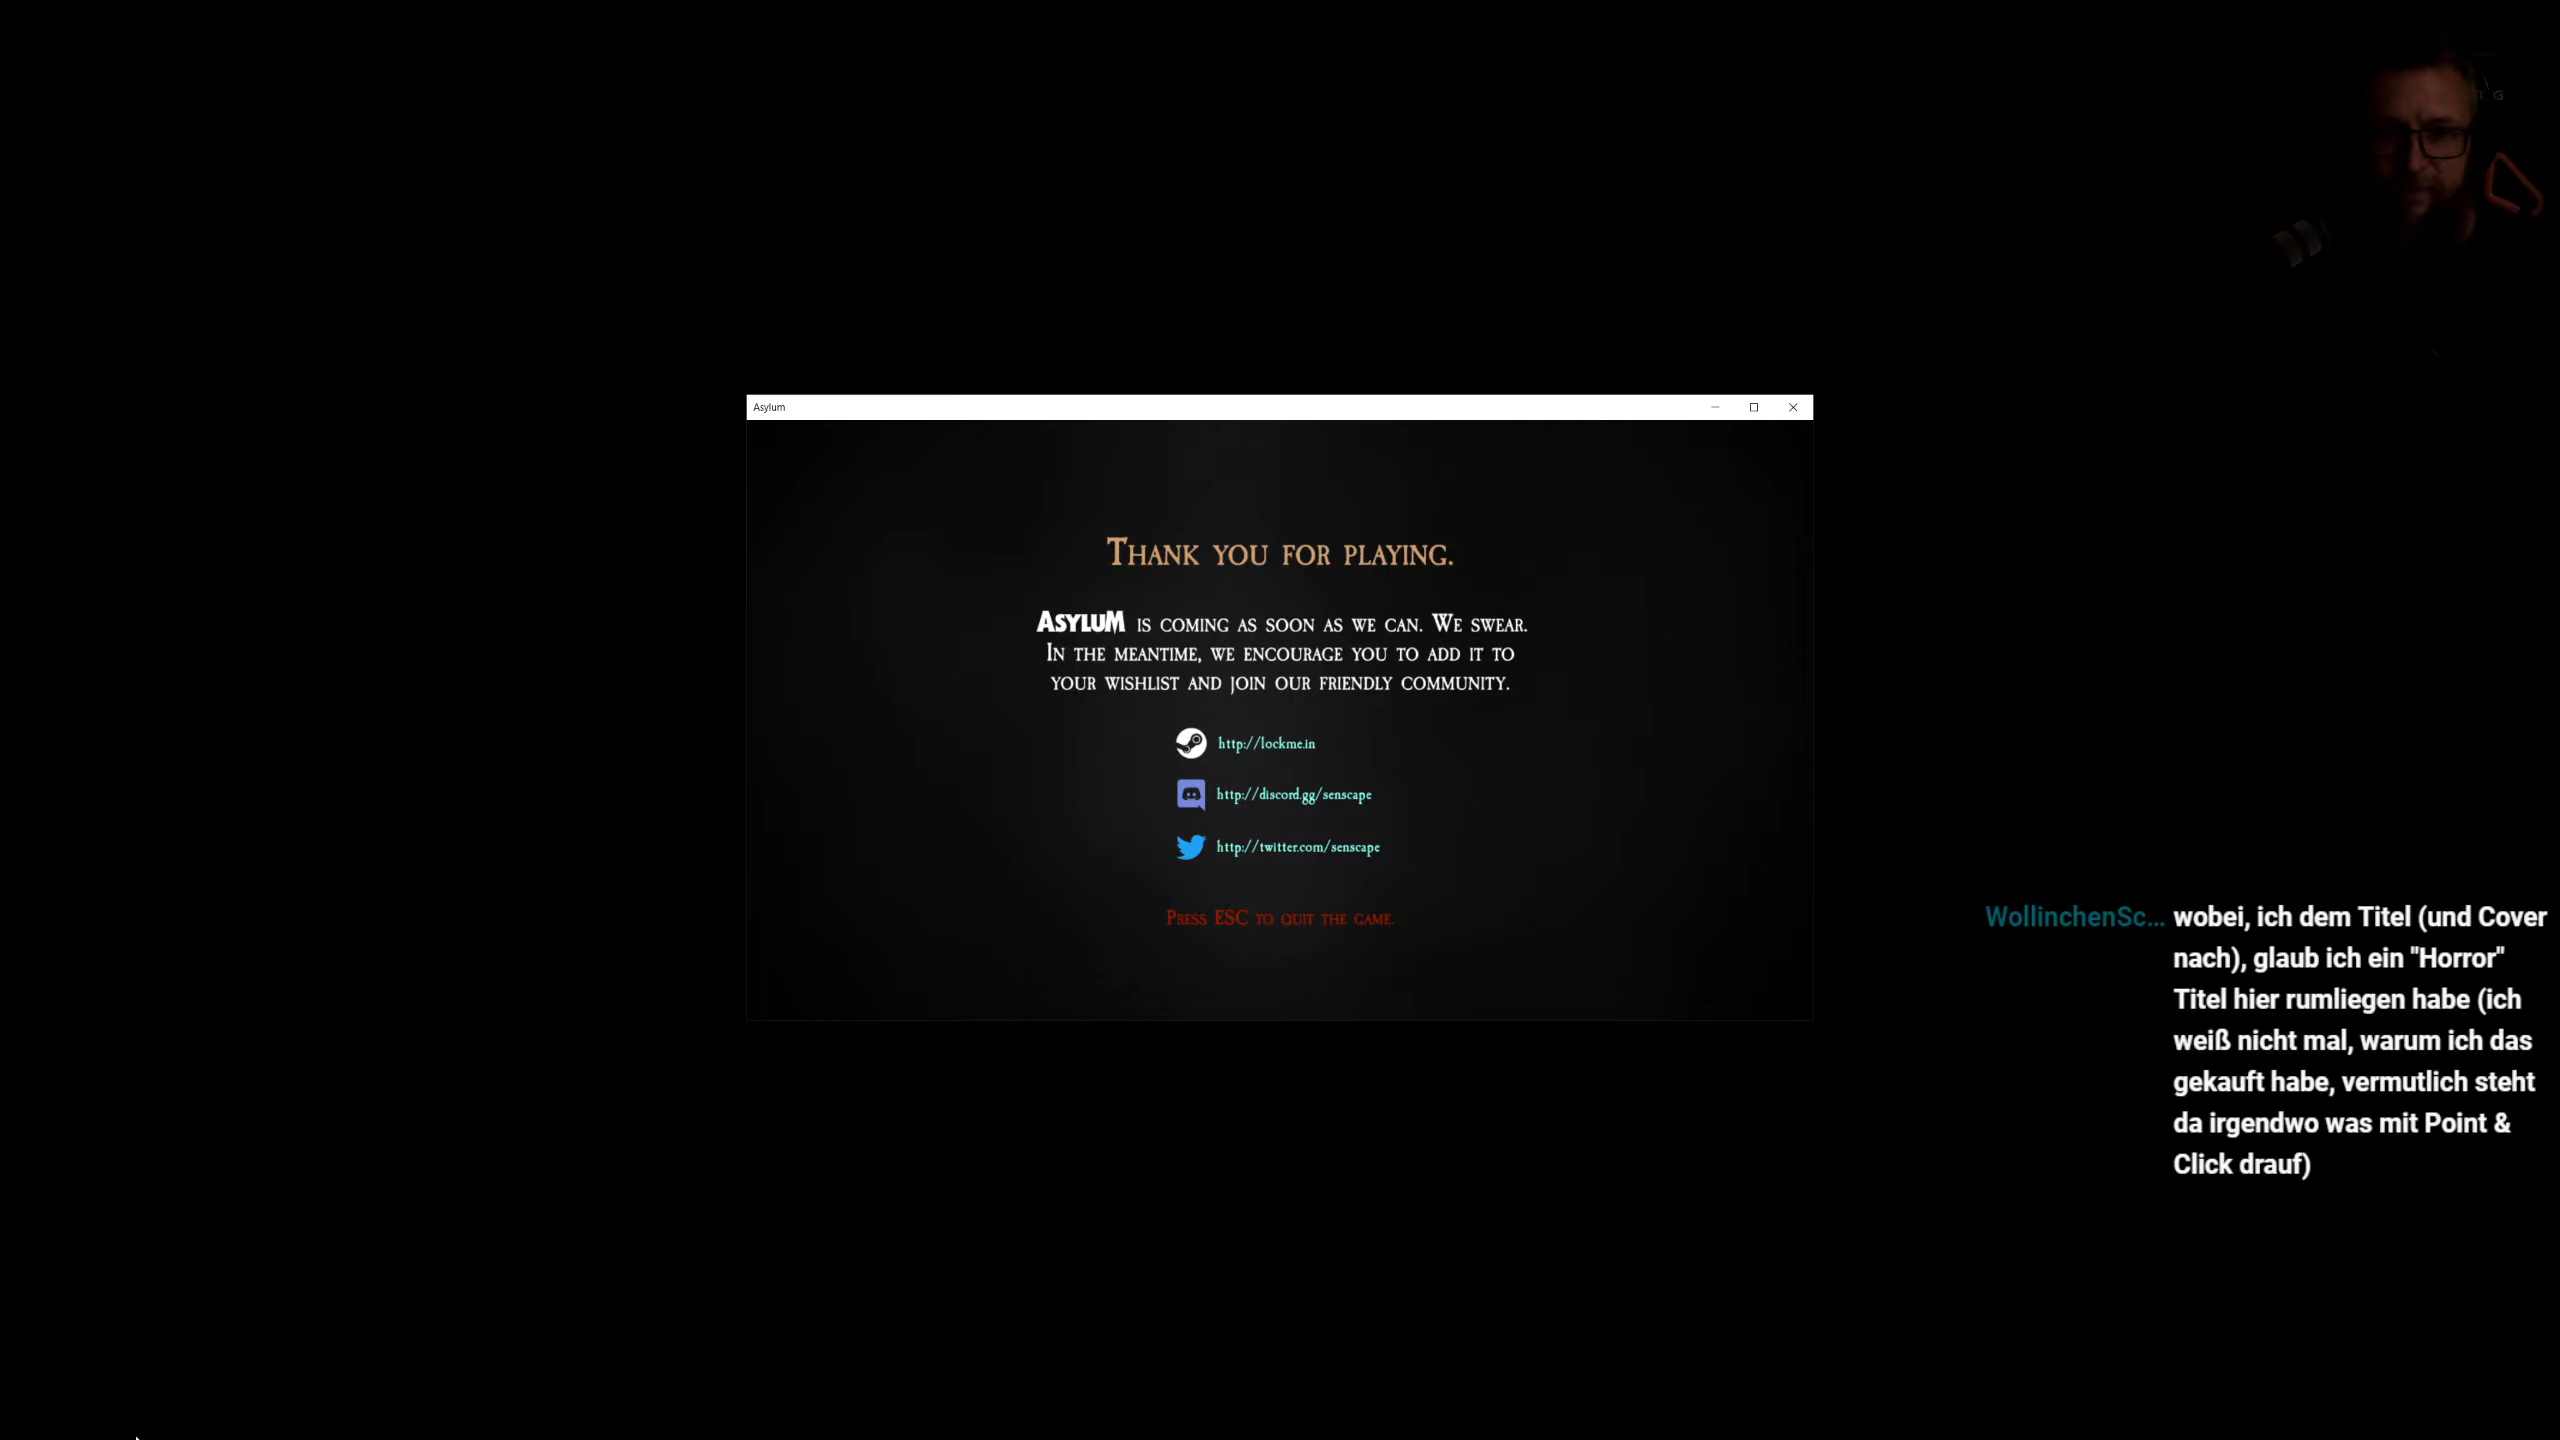 Asylum
Thank you for playing.
Asylum is coming as soon as we can. We swear.
In the meantime, we encourage you to add it to
your wishlist and join our friendly community.
http://lockme.in
http://discord.gg/senscape
http://twitter.com/senscape
Press ESC to quit the game.
WollinchenSc... wobei, ich dem Titel (und Cover
nach), glaub ich ein "Horror"
Titel hier rumliegen habe (ich
weiß nicht mal, warum ich das
gekauft habe, vermutlich steht
da irgendwo was mit Point &
Click drauf)